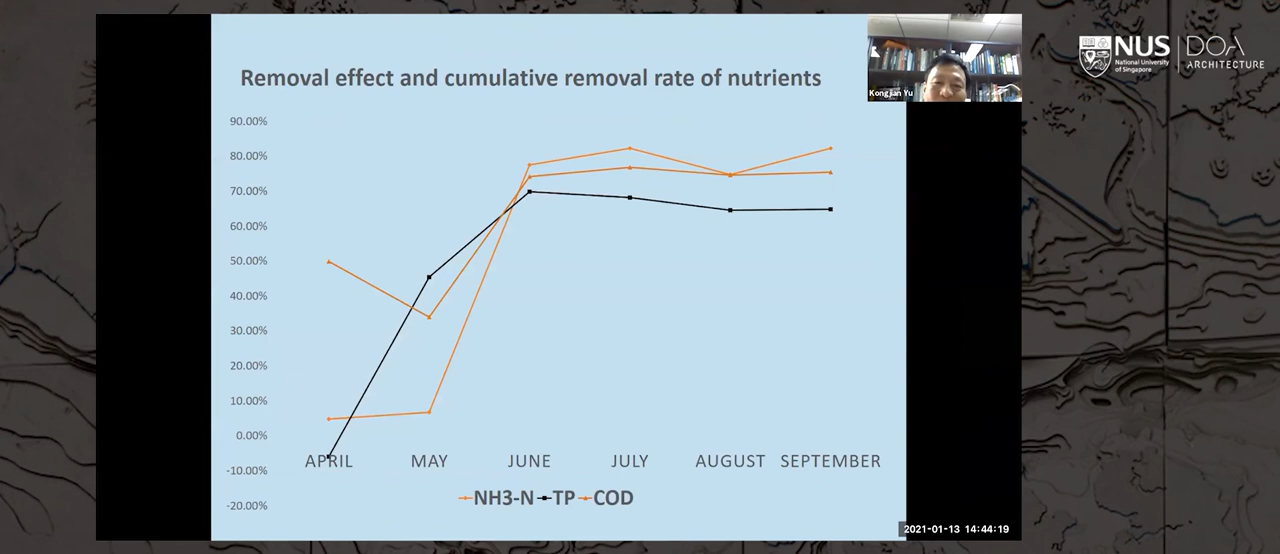 NUS
National University
of Singapore
DOA
ARCHITECTURE
Kongjian Yu
Removal effect and cumulative removal rate of nutrients
90.00%
80.00%
70.00%
60.00%
50.00%
40.00%
30.00%
20.00%
10.00%
0.00%
-10.00%
-20.00%
APRIL MAY JUNE JULY AUGUST SEPTEMBER
NH3-N TP COD
2021-01-13 14:44:19